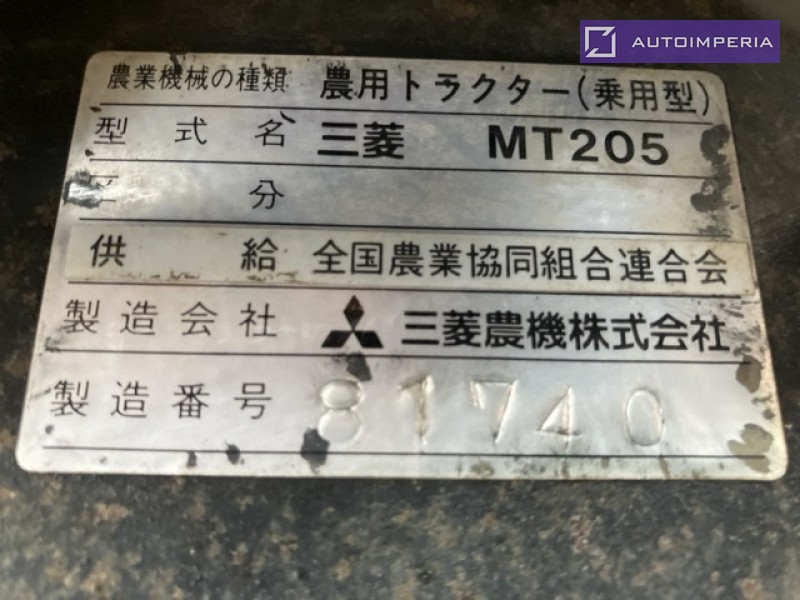 AUTOIMPERIA
農業機械の種類 農用トラクター(乗用型)
型式名 三菱 MT205
区分
供給 全国農業協同組合連合会
製造会社 三菱農機株式会社
製造番号 81740